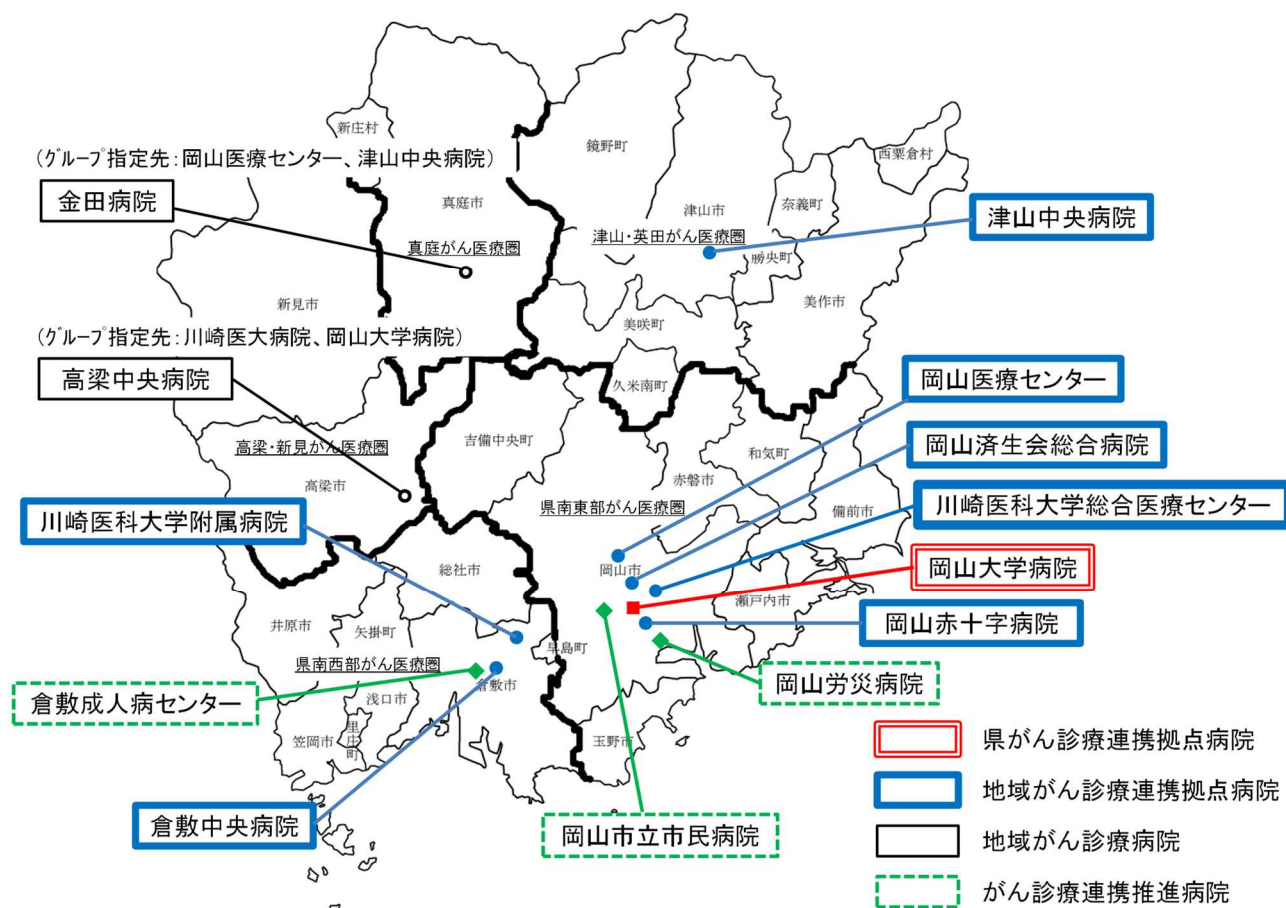 新庄村
鏡野町
西粟倉村
(グループ指定先:岡山医療センター、津山中央病院)
金田病院
真庭市
津山市
奈義町
津山中央病院
真庭がん医療圏
津山・英田がん医療圏
勝央町
新見市
美作市
(グループ指定先:川崎医大病院、岡山大学病院)
美咲町
高梁中央病院
久米南町
岡山医療センター
吉備中央町
高梁・新見がん医療圏
和気町
岡山済生会総合病院
高梁市
赤磐市
県南東部がん医療圏
川崎医科大学附属病院
川崎医科大学総合医療センター
備前市
総社市
岡山市
岡山大学病院
瀬戸内市
井原市
矢掛町
早島町
岡山赤十字病院
県南西部がん医療圏
倉敷市
倉敷成人病センター
浅口市
岡山労災病院
笠岡市
里庄町
玉野市
県がん診療連携拠点病院
地域がん診療連携拠点病院
倉敷中央病院
岡山市立市民病院
地域がん診療病院
がん診療連携推進病院